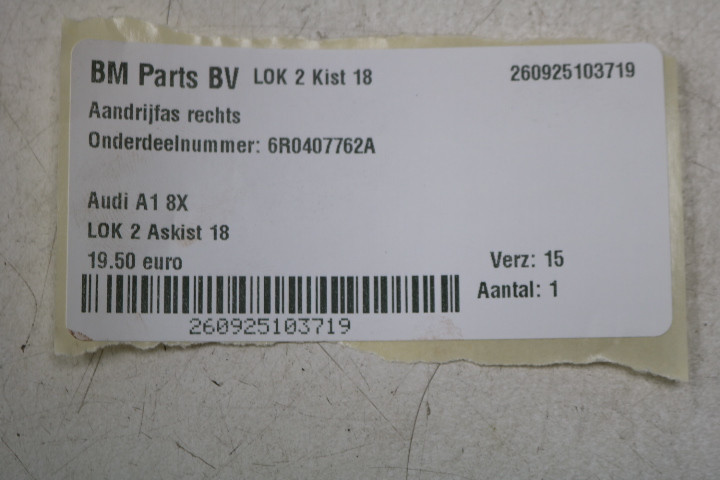 BM Parts BV LOK 2 Kist 18 260925103719
Aandrijfas rechts
Onderdeelnummer: 6R0407762A
Audi A1 8X
LOK 2 Askist 18
19.50 euro Verz: 15
Aantal: 1
260925103719